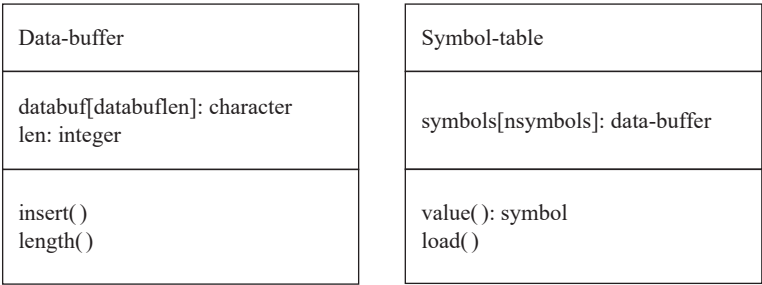 Data-buffer
databuf[databuflen]: character
len: integer
insert( )
length( )
Symbol-table
symbols[nsymbols]: data-buffer
value( ): symbol
load( )